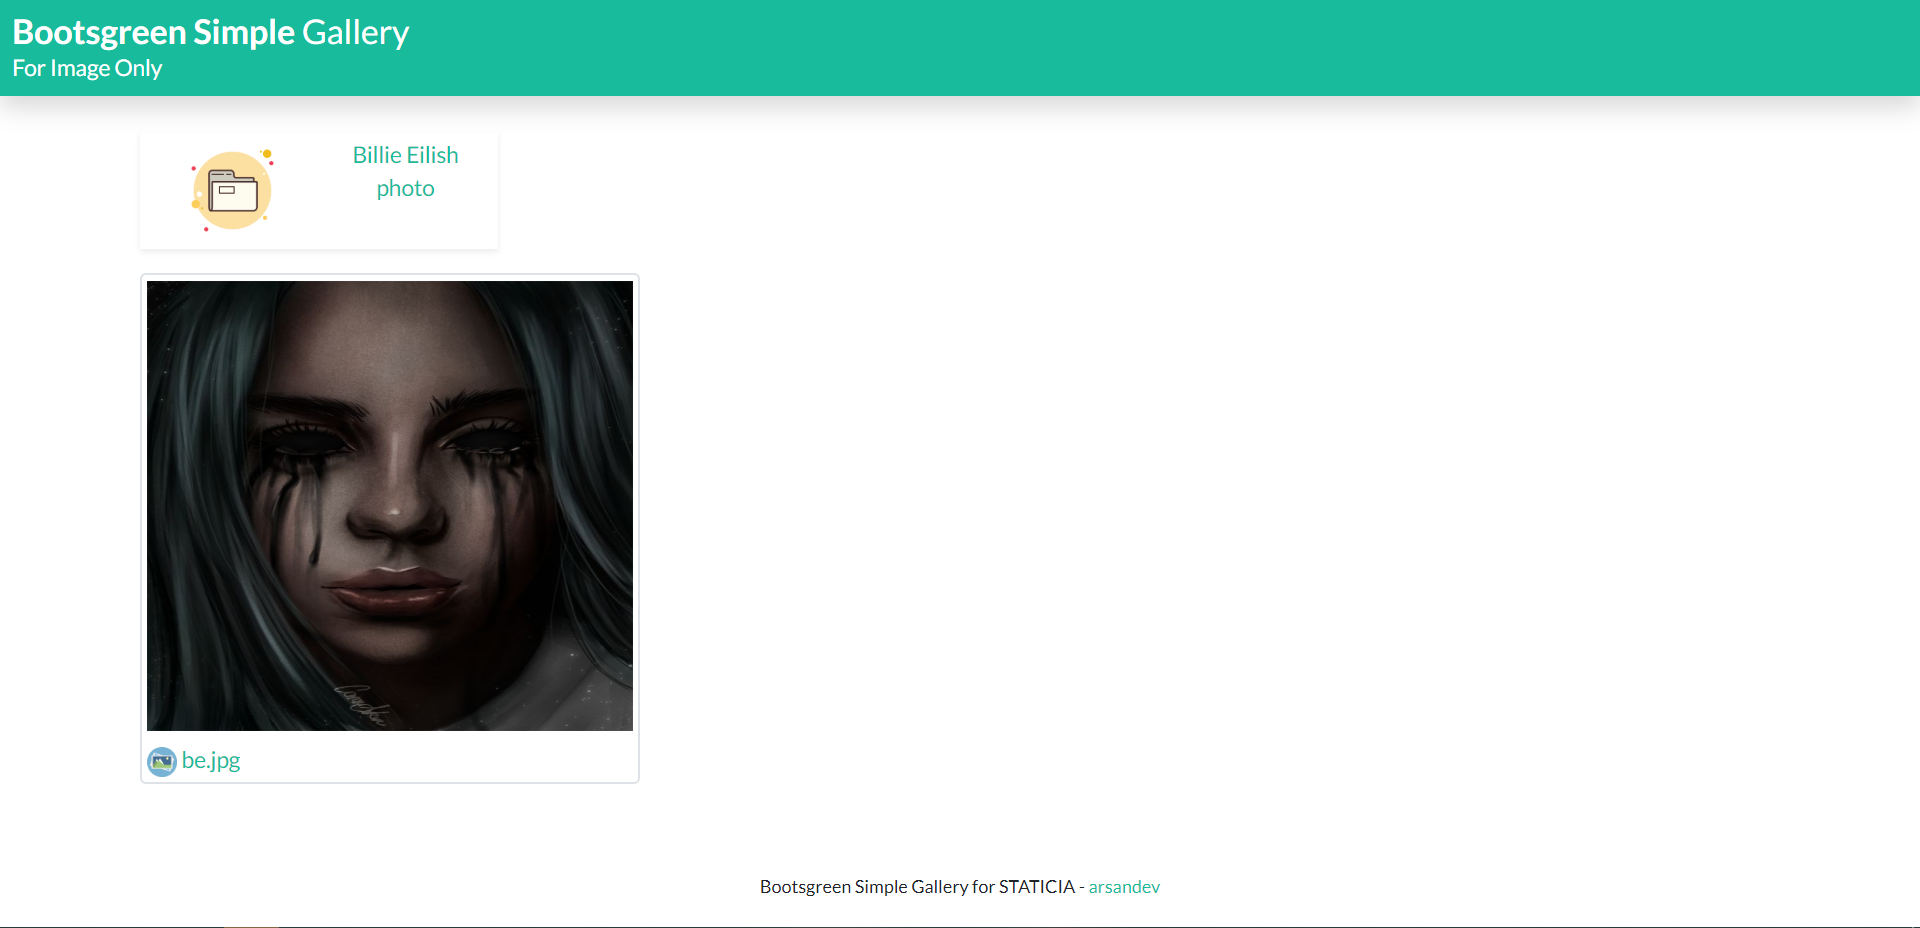 Bootsgreen Simple Gallery
For Image Only
Billie Eilish
photo
be.jpg
Bootsgreen Simple Gallery for STATICIA - arsandev